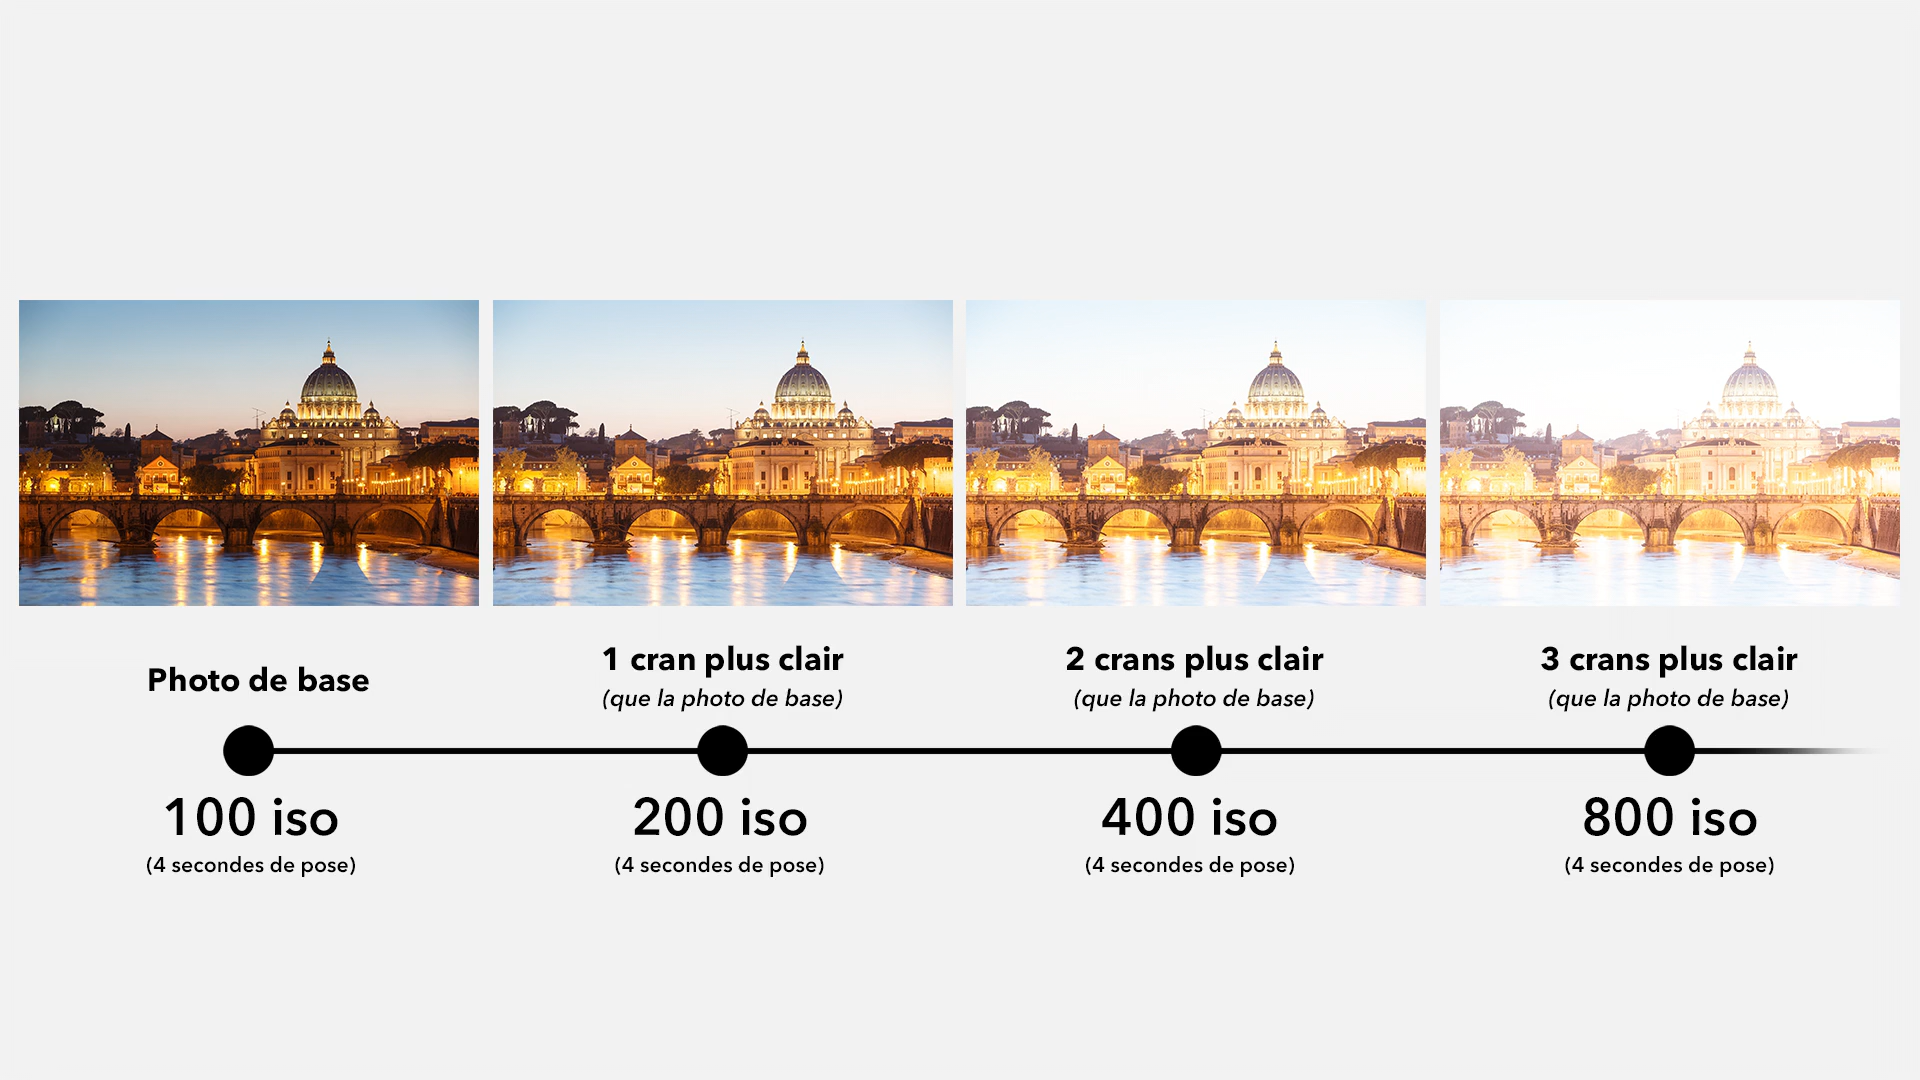 Photo de base
1 cran plus clair
(que la photo de base)
2 crans plus clair
(que la photo de base)
3 crans plus clair
(que la photo de base)
100 iso
(4 secondes de pose)
200 iso
(4 secondes de pose)
400 iso
(4 secondes de pose)
800 iso
(4 secondes de pose)